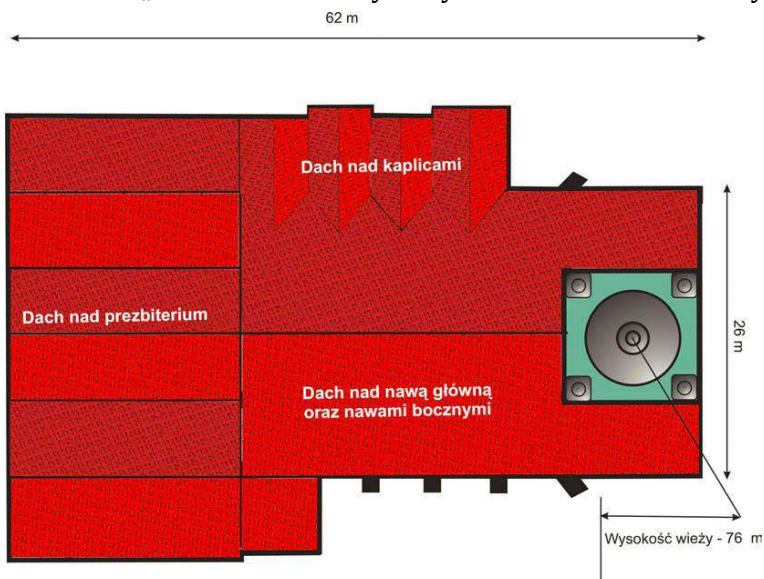 62 m
Dach nad kaplicami
Dach nad prezbiterium
26 m
Dach nad nawą główną
oraz nawami bocznymi
Wysokość wieży - 76 m